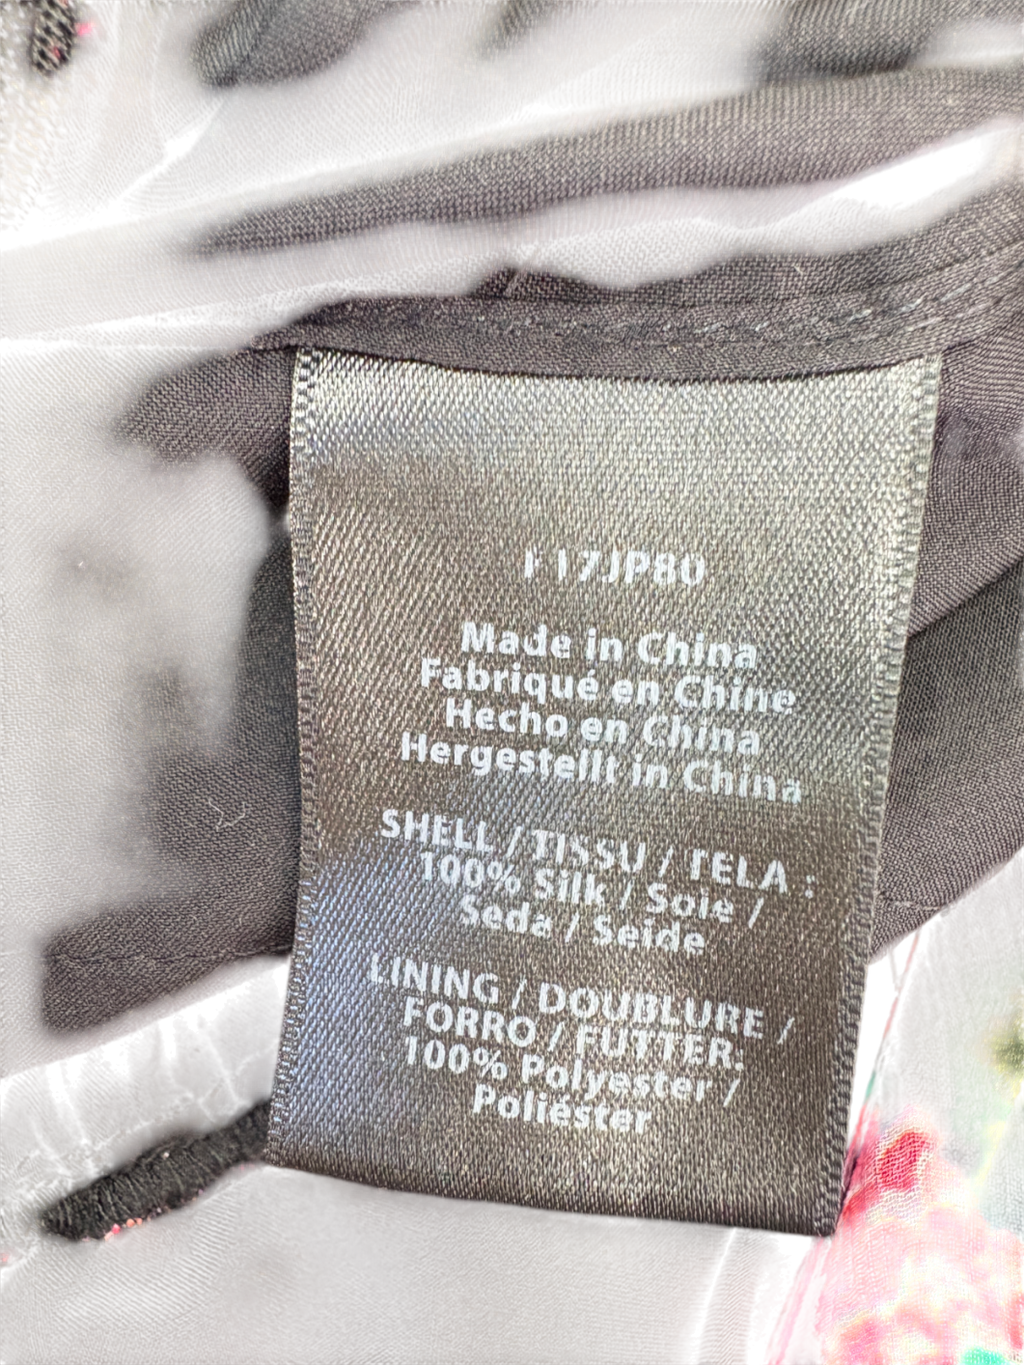 Made in China
Fabriqué en Chine
Hecho en China
Hergestellt in China
SHELL / TISSU / TELA :
100% Silk / Soie /
Seda / Seide
LINING / DOUBLURE /
FORRO / FUTTER:
100% Polyester /
Poliéster